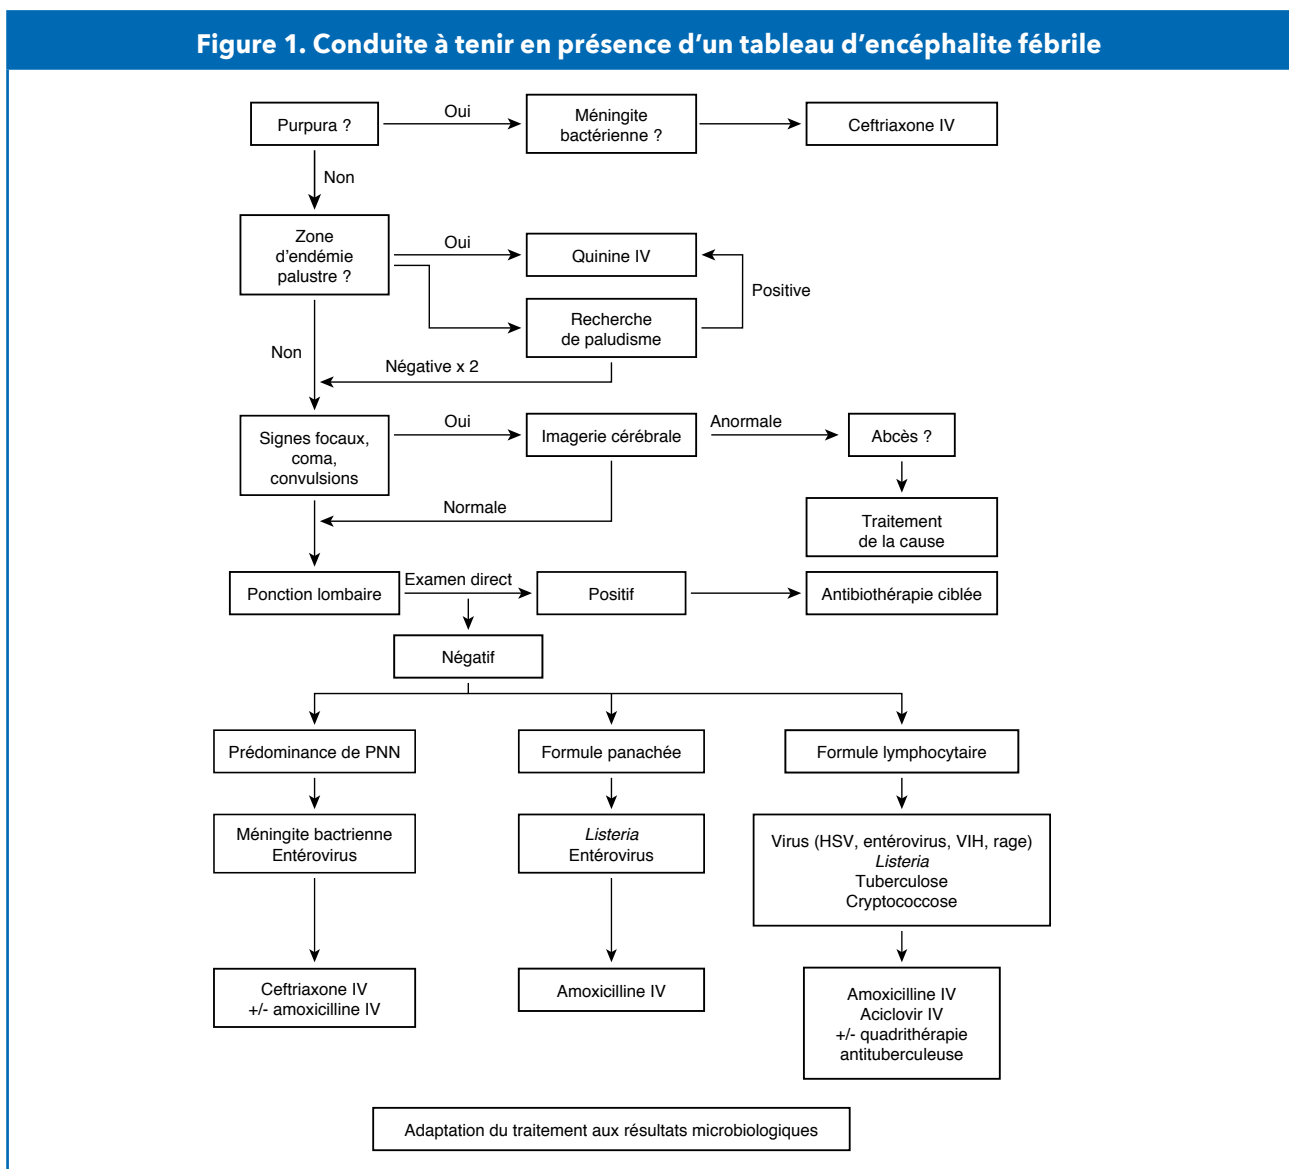 Figure 1. Conduite à tenir en présence d’un tableau d’encéphalite fébrile
Purpura ?
Oui
Méningite
bactérienne ?
Ceftriaxone IV
Non
Zone
d’endémie
palustre ?
Oui
Quinine IV
Positive
Recherche
de paludisme
Non
Négative x 2
Signes focaux,
coma,
convulsions
Oui
Imagerie cérébrale
Anormale
Abcès ?
Normale
Traitement
de la cause
Ponction lombaire
Examen direct
Positif
Antibiothérapie ciblée
Négatif
Prédominance de PNN
Formule panachée
Formule lymphocytaire
Méningite bactrienne
Entérovirus
Listeria
Entérovirus
Virus (HSV, entérovirus, VIH, rage)
Listeria
Tuberculose
Cryptococcose
Ceftriaxone IV
+/- amoxicilline IV
Amoxicilline IV
Amoxicilline IV
Aciclovir IV
+/- quadrithérapie
antituberculeuse
Adaptation du traitement aux résultats microbiologiques